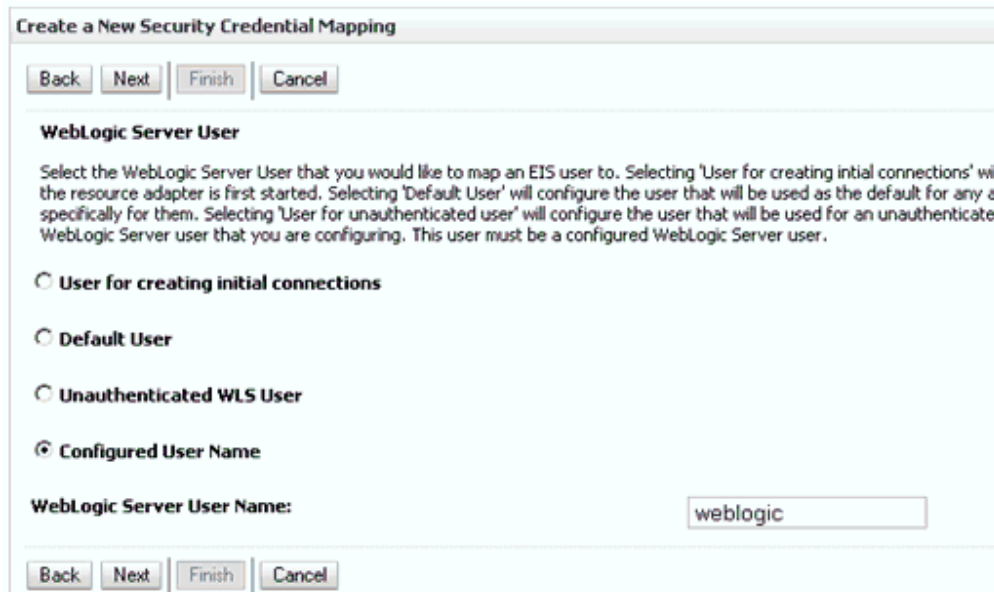 Create a New Security Credential Mapping
Back Next Finish Cancel
WebLogic Server User
Select the WebLogic Server User that you would like to map an EIS user to. Selecting 'User for creating intial connections' wi
the resource adapter is first started. Selecting 'Default User' will configure the user that will be used as the default for any a
specifically for them. Selecting 'User for unauthenticated user' will configure the user that will be used for an unauthenticate
WebLogic Server user that you are configuring. This user must be a configured WebLogic Server user.
User for creating initial connections
Default User
Unauthenticated WLS User
Configured User Name
WebLogic Server User Name: weblogic
Back Next Finish Cancel